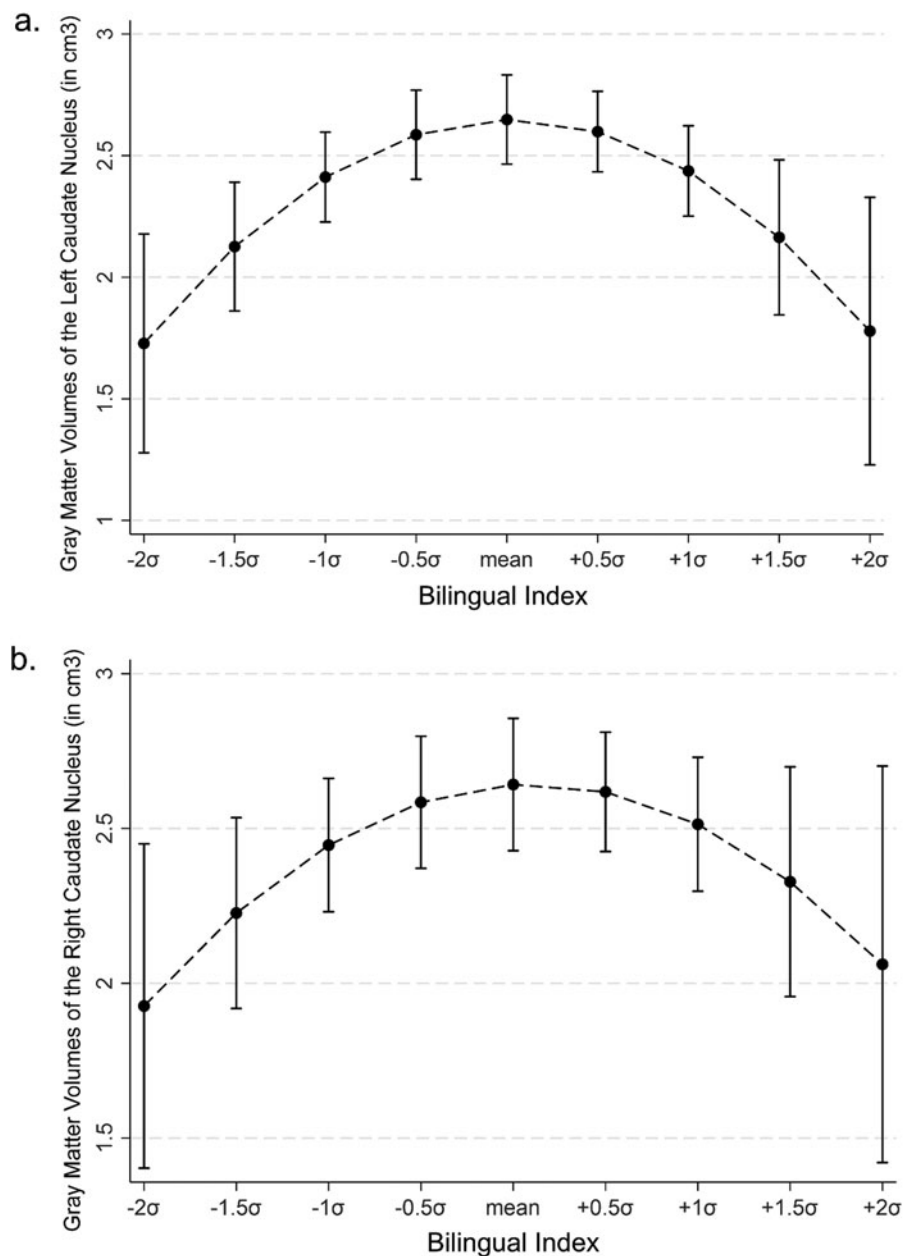 a.
Gray Matter Volumes of the Left Caudate Nucleus (in cm3)
3
2.5
2
1.5
1
-2σ -1.5σ -1σ -0.5σ mean +0.5σ +1σ +1.5σ +2σ
Bilingual Index
b.
Gray Matter Volumes of the Right Caudate Nucleus (in cm3)
3
2.5
2
1.5
-2σ -1.5σ -1σ -0.5σ mean +0.5σ +1σ +1.5σ +2σ
Bilingual Index